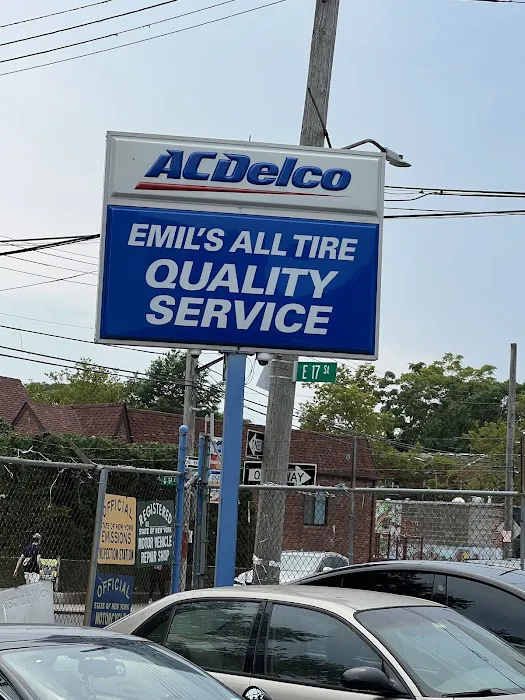 ACDelco
EMIL'S ALL TIRE
QUALITY
SERVICE
E 17 St
WAY
OFFICIAL
STATE OF NEW YORK
EMISSIONS
INSPECTION STATION
REGISTERED
STATE OF NEW YORK
MOTOR VEHICLE
REPAIR SHOP
OFFICIAL
STATE OF NEW YORK
MOTORCYCLE